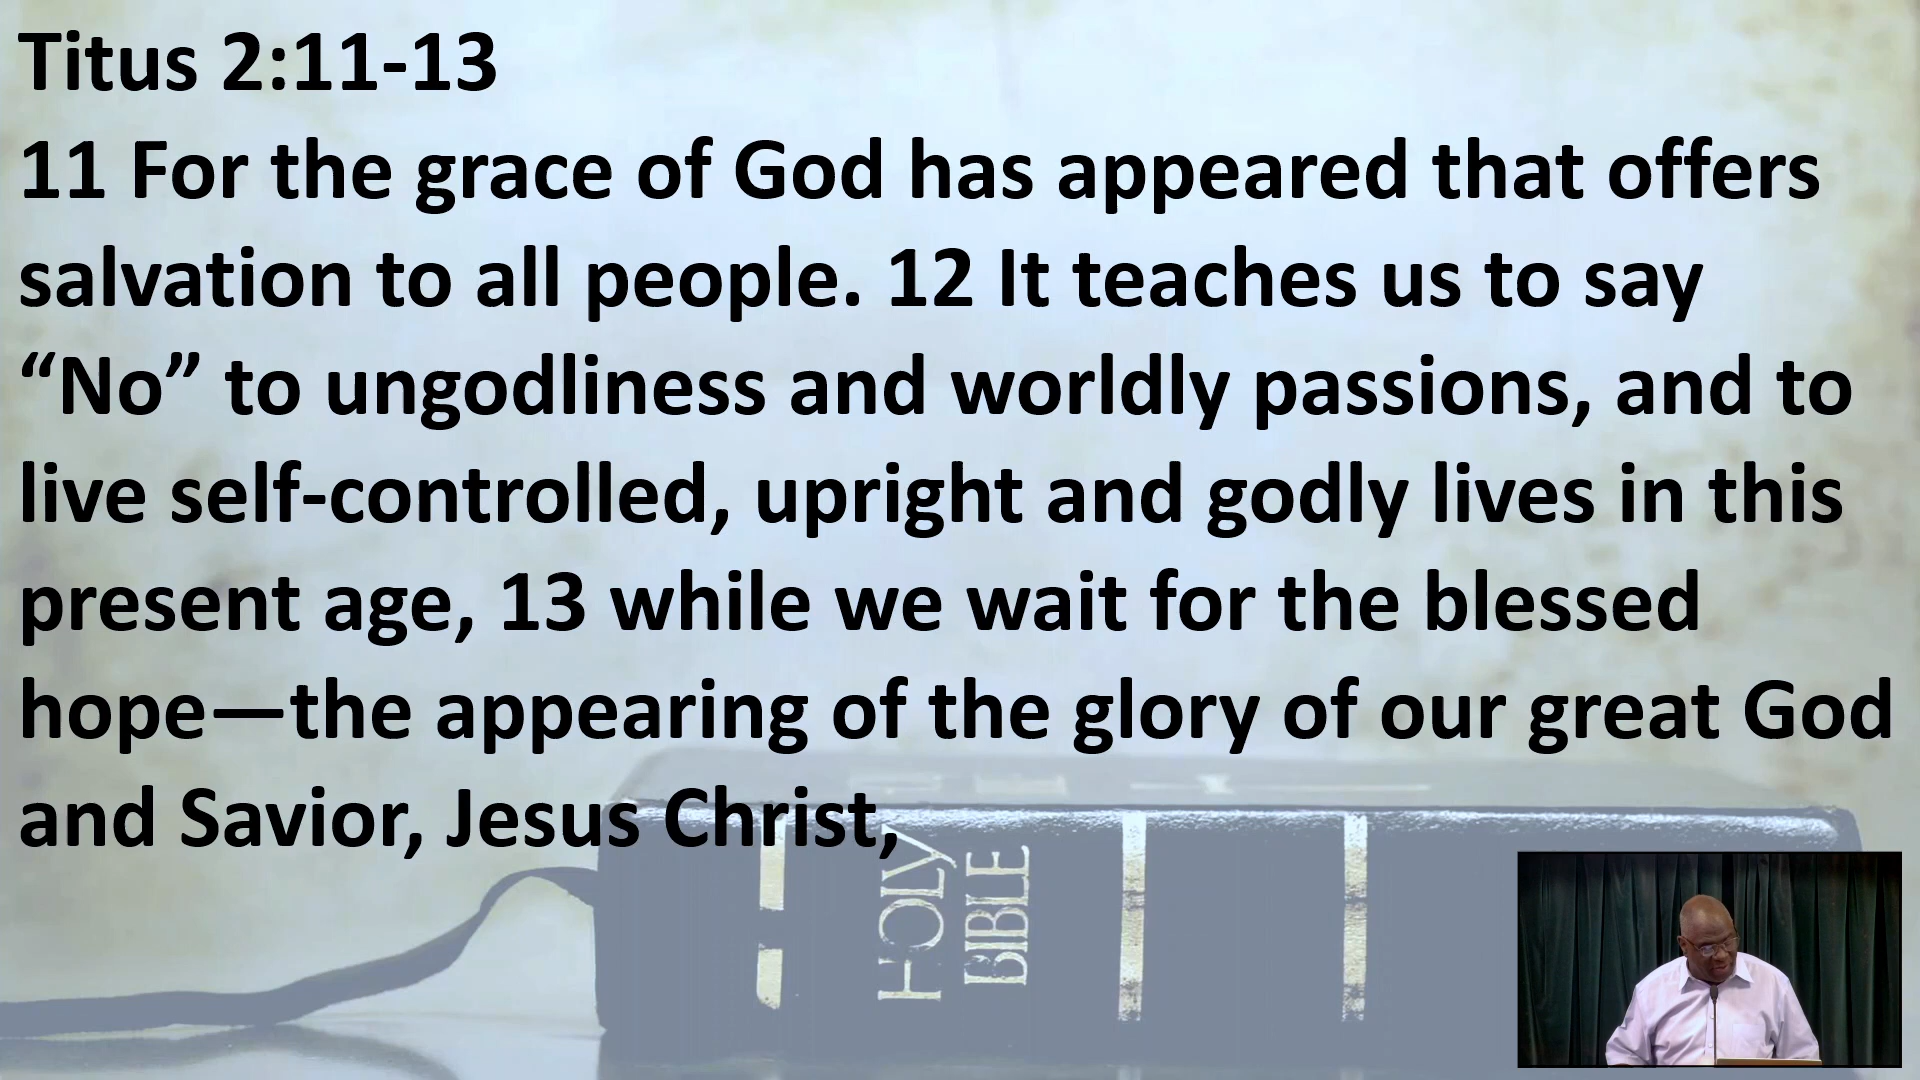 Titus 2:11-13
11 For the grace of God has appeared that offers
salvation to all people. 12 It teaches us to say
“No” to ungodliness and worldly passions, and to
live self-controlled, upright and godly lives in this
present age, 13 while we wait for the blessed
hope—the appearing of the glory of our great God
and Savior, Jesus Christ,
HOLY
BIBLE